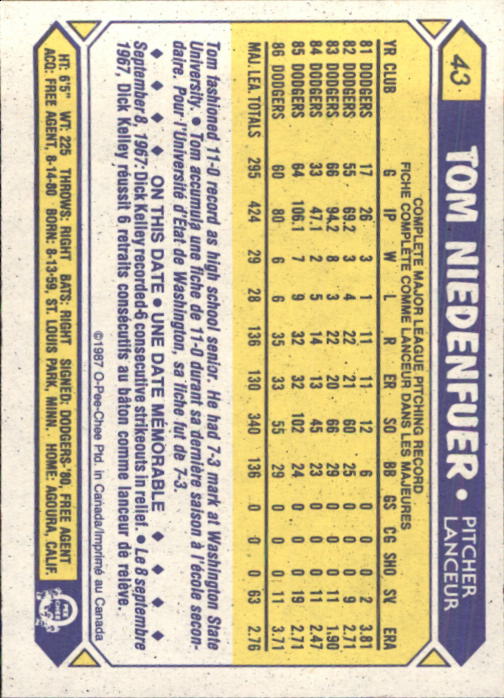 43 TOM NIEDENFUER • PITCHER LANCEUR
COMPLETE MAJOR LEAGUE PITCHING RECORD
FICHE COMPLÈTE COMME LANCEUR DANS LES MAJEURES
YR CLUB G IP W L R ER SO BB GS CG SHO SV ERA
81 DODGERS 17 26 3 1 11 11 12 6 0 0 0 2 3.81
82 DODGERS 55 69.2 3 4 22 21 60 25 0 0 0 9 2.71
83 DODGERS 66 94.2 8 3 22 20 66 29 0 0 0 11 1.90
84 DODGERS 33 47.1 2 5 14 13 45 23 0 0 0 11 2.47
85 DODGERS 64 106.1 7 9 32 32 102 24 0 0 0 19 2.71
86 DODGERS 60 80 6 6 35 33 55 29 0 0 0 11 3.71
MAJ. LEA. TOTALS 295 424 29 28 136 130 340 136 0 0 0 63 2.76
Tom fashioned 11-0 record as high school senior. He had 7-3 mark at Washington State
University. • Tom accumula une fiche de 11-0 durant sa dernière saison à l'école secon-
daire. Pour l'Université d'État de Washington, sa fiche fut de 7-3.
♦ ♦ ♦ ♦ ON THIS DATE • UNE DATE MÉMORABLE ♦ ♦ ♦ ♦
September 8, 1967: Dick Kelley recorded 6 consecutive strikeouts in relief. • Le 8 septembre
1967, Dick Kelley réussit 6 retraits consécutifs au bâton comme lanceur de relève.
©1987 O-Pee-Chee Ptd. in Canada/Imprimé au Canada
HT: 6'5" WT: 225 THROWS: RIGHT BATS: RIGHT SIGNED: DODGERS-'80, FREE AGENT
ACQ: FREE AGENT, 8-14-80 BORN: 8-13-59, ST. LOUIS PARK, MINN. HOME: AGOURA, CALIF.
O PEE CHEE